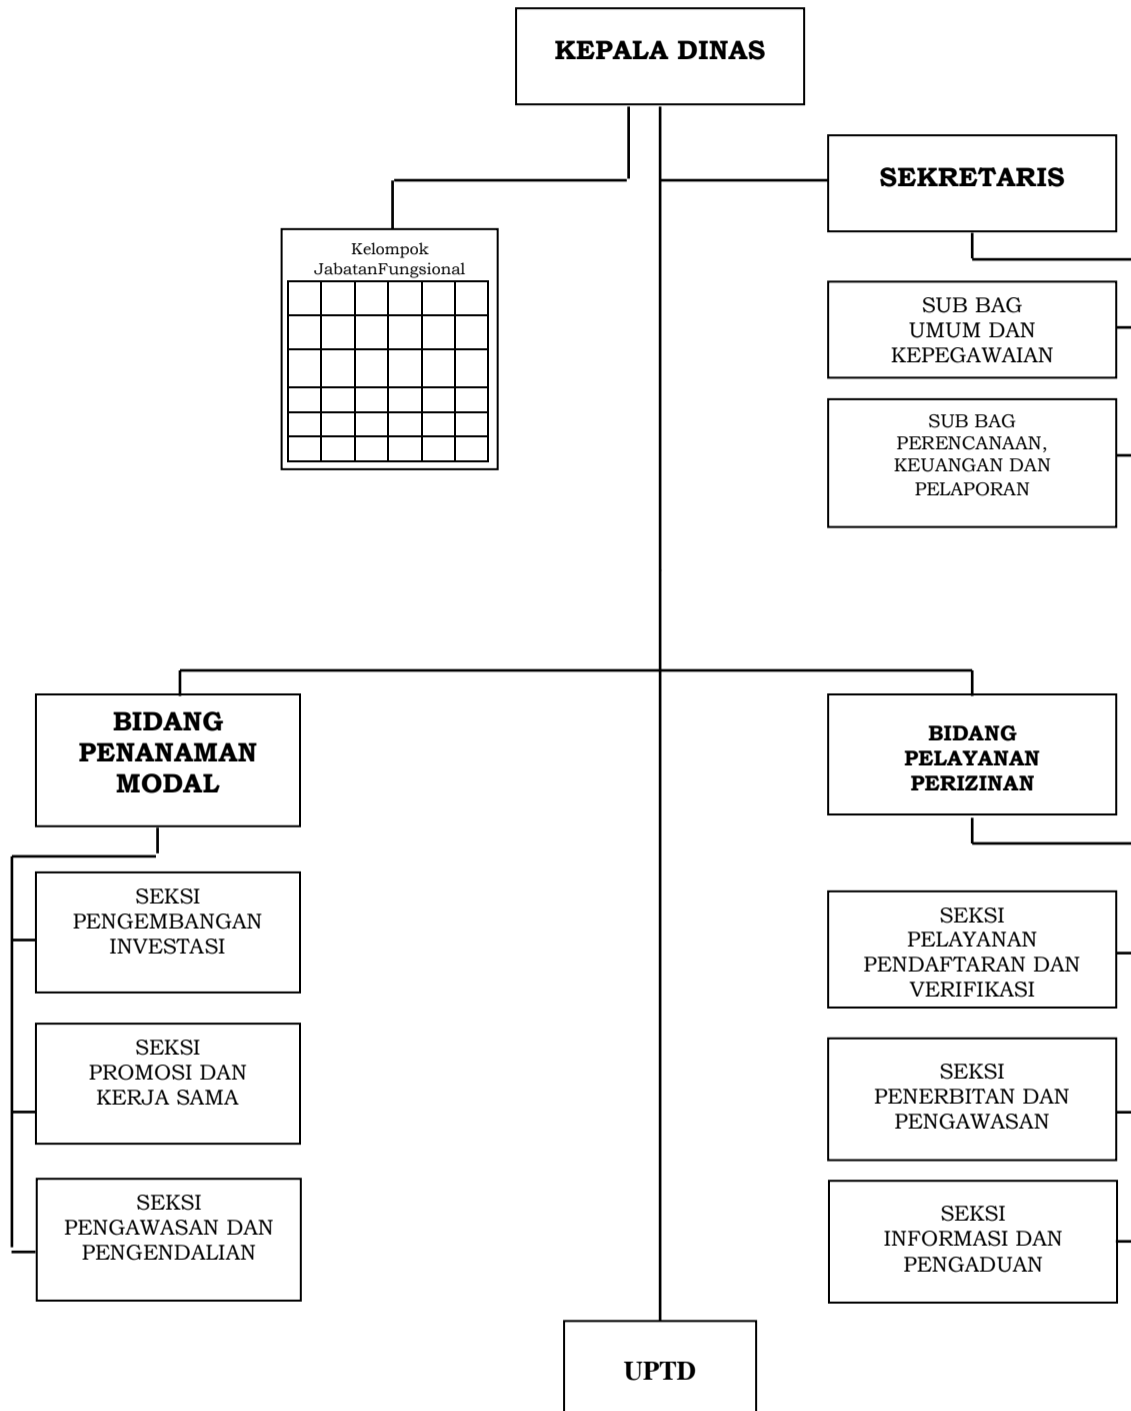 KEPALA DINAS
SEKRETARIS
Kelompok
JabatanFungsional
SUB BAG
UMUM DAN
KEPEGAWAIAN
SUB BAG
PERENCANAAN,
KEUANGAN DAN
PELAPORAN
BIDANG
PENANAMAN
MODAL
BIDANG
PELAYANAN
PERIZINAN
SEKSI
PENGEMBANGAN
INVESTASI
SEKSI
PROMOSI DAN
KERJA SAMA
SEKSI
PENGAWASAN DAN
PENGENDALIAN
SEKSI
PELAYANAN
PENDAFTARAN DAN
VERIFIKASI
SEKSI
PENERBITAN DAN
PENGAWASAN
SEKSI
INFORMASI DAN
PENGADUAN
UPTD